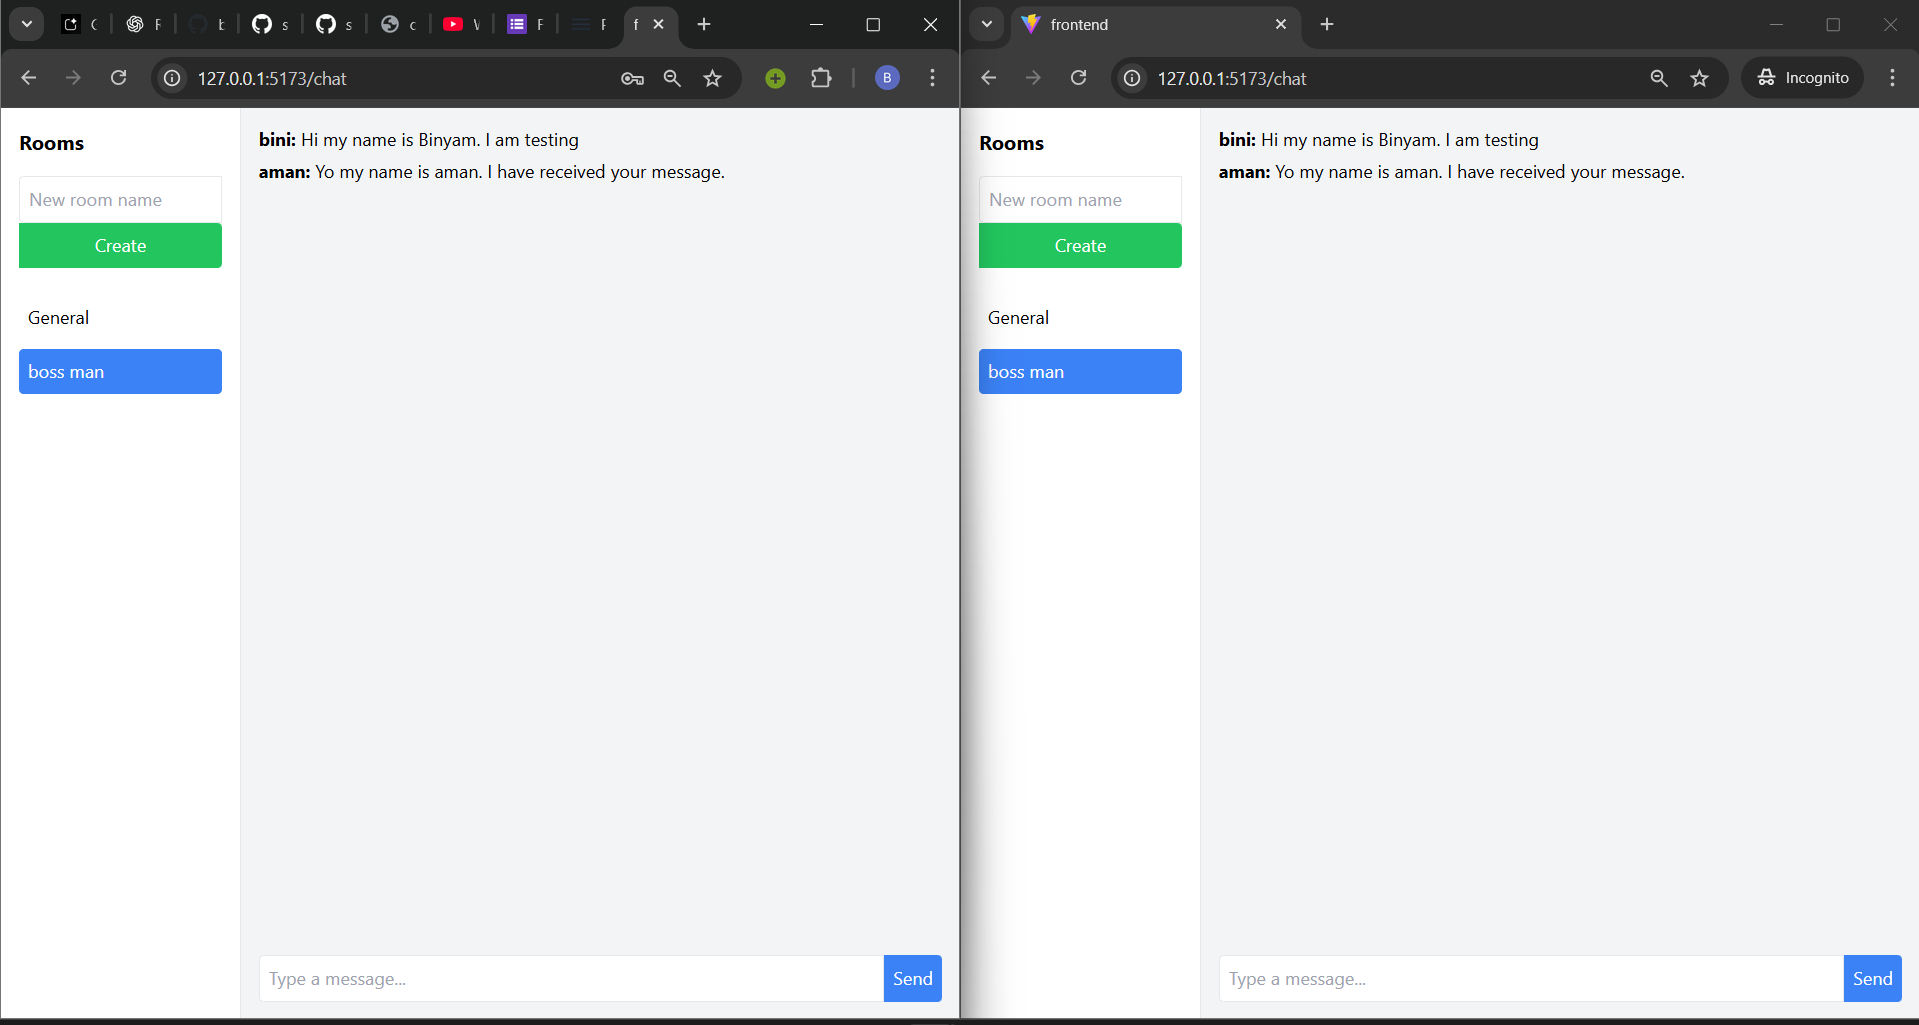 127.0.0.1:5173/chat
B
Rooms
New room name
Create
General
boss man
bini: Hi my name is Binyam. I am testing
aman: Yo my name is aman. I have received your message.
Type a message...
Send
frontend
127.0.0.1:5173/chat
Incognito
Rooms
New room name
Create
General
boss man
bini: Hi my name is Binyam. I am testing
aman: Yo my name is aman. I have received your message.
Type a message...
Send